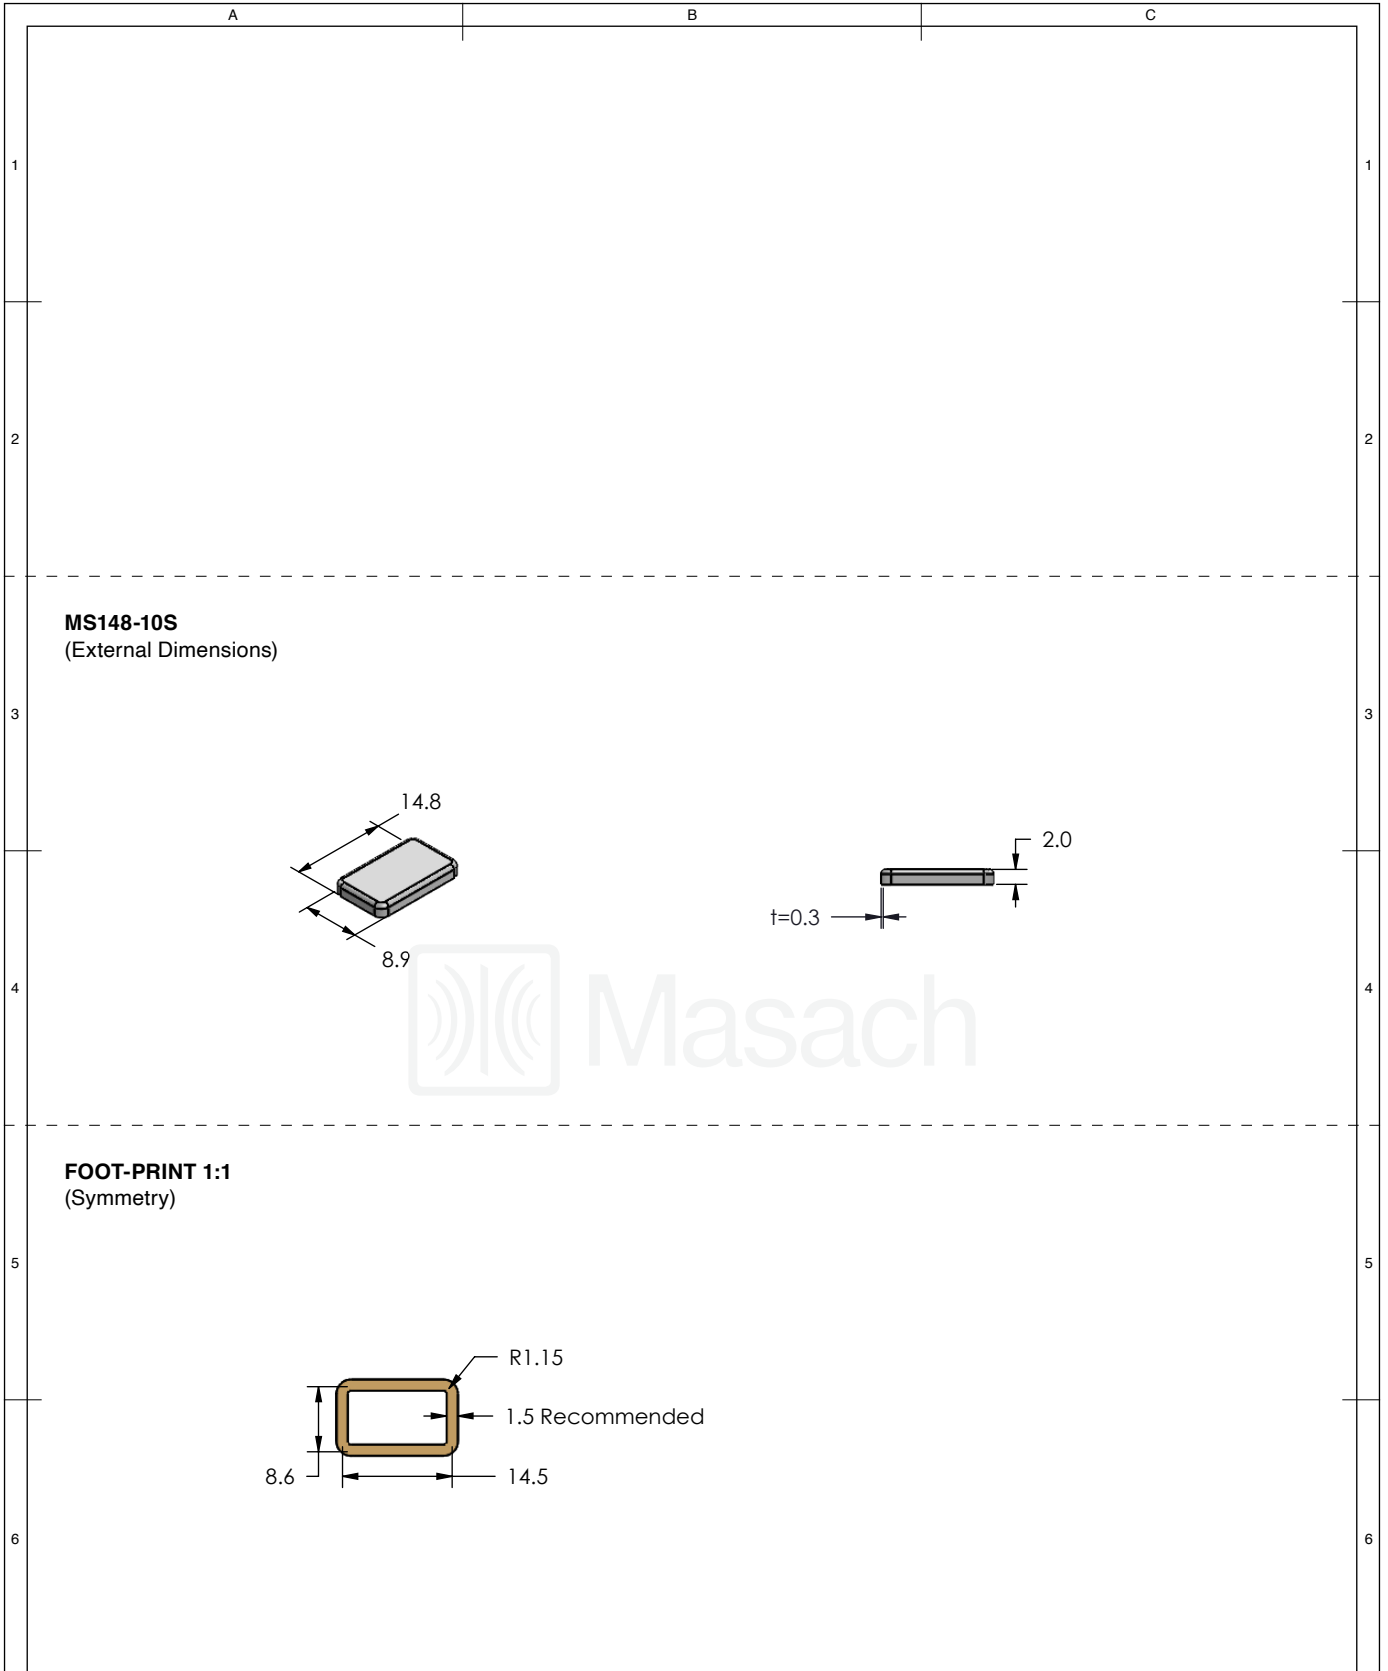 A B C
1 1
2 2
MS148-10S
(External Dimensions)
3 3
14.8
2.0
t=0.3
8.9
4 4
Masach
FOOT-PRINT 1:1
(Symmetry)
5 5
R1.15
1.5 Recommended
8.6 14.5
6 6